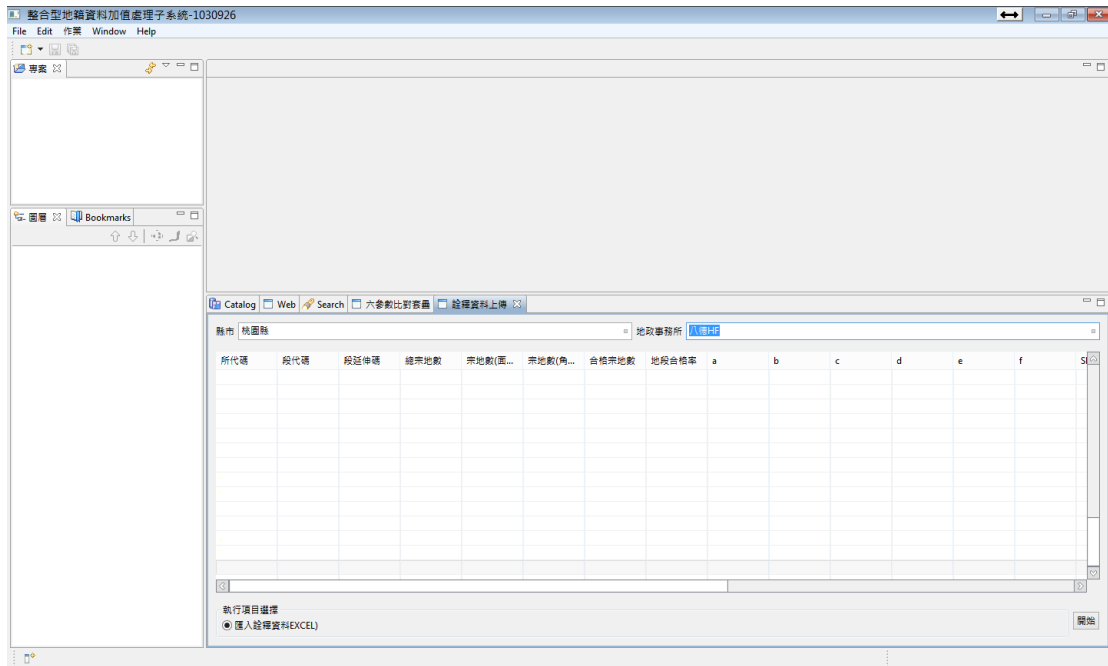 整合型地籍資料加值處理子系統-1030926
File Edit 作業 Window Help
專案
圖層 Bookmarks
Catalog Web Search 六參數比對套疊 詮釋資料上傳
縣市 桃園縣 地政事務所 八德HF
所代碼 段代碼 段延伸碼 總宗地數 宗地數(面... 宗地數(角... 合格宗地數 地段合格率 a b c d e f
執行項目選擇
匯入詮釋資料EXCEL)
開始